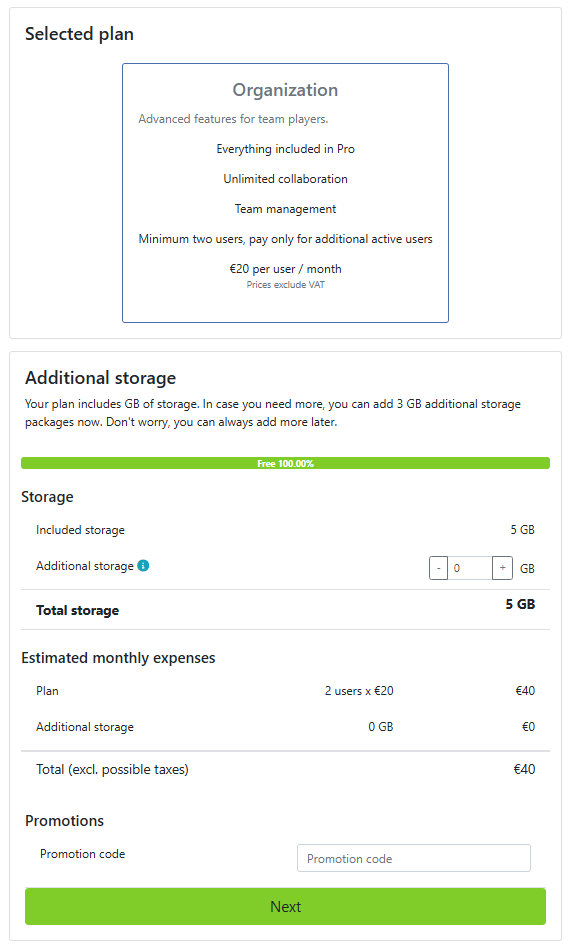 Selected plan
Organization
Advanced features for team players.
Everything included in Pro
Unlimited collaboration
Team management
Minimum two users, pay only for additional active users
€20 per user / month
Prices exclude VAT
Additional storage
Your plan includes GB of storage. In case you need more, you can add 3 GB additional storage
packages now. Don't worry, you can always add more later.
Free 100.00%
Storage
Included storage 5 GB
Additional storage i - 0 + GB
Total storage 5 GB
Estimated monthly expenses
Plan 2 users x €20 €40
Additional storage 0 GB €0
Total (excl. possible taxes) €40
Promotions
Promotion code Promotion code
Next